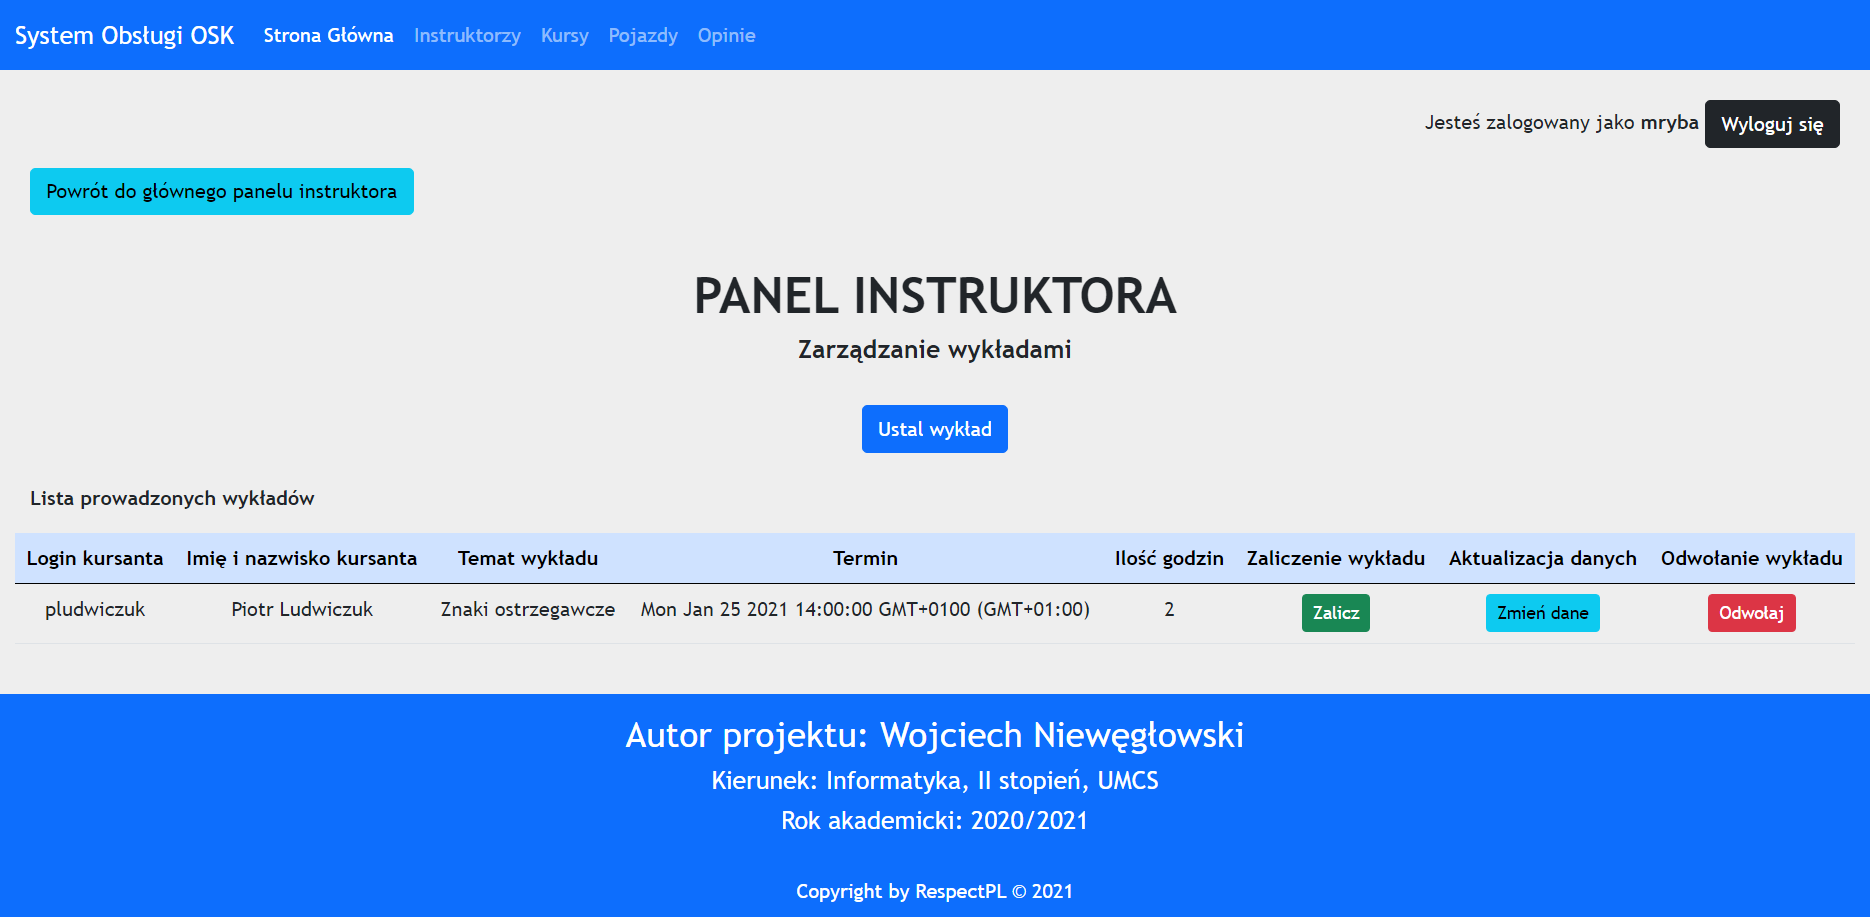 System Obsługi OSK Strona Główna Instruktorzy Kursy Pojazdy Opinie
Jesteś zalogowany jako mryba Wyloguj się
Powrót do głównego panelu instruktora
PANEL INSTRUKTORA
Zarządzanie wykładami
Ustal wykład
Lista prowadzonych wykładów
Login kursanta Imię i nazwisko kursanta Temat wykładu Termin Ilość godzin Zaliczenie wykładu Aktualizacja danych Odwołanie wykładu
pludwiczuk Piotr Ludwiczuk Znaki ostrzegawcze Mon Jan 25 2021 14:00:00 GMT+0100 (GMT+01:00) 2 Zalicz Zmień dane Odwołaj
Autor projektu: Wojciech Niewęgłowski
Kierunek: Informatyka, II stopień, UMCS
Rok akademicki: 2020/2021
Copyright by RespectPL © 2021